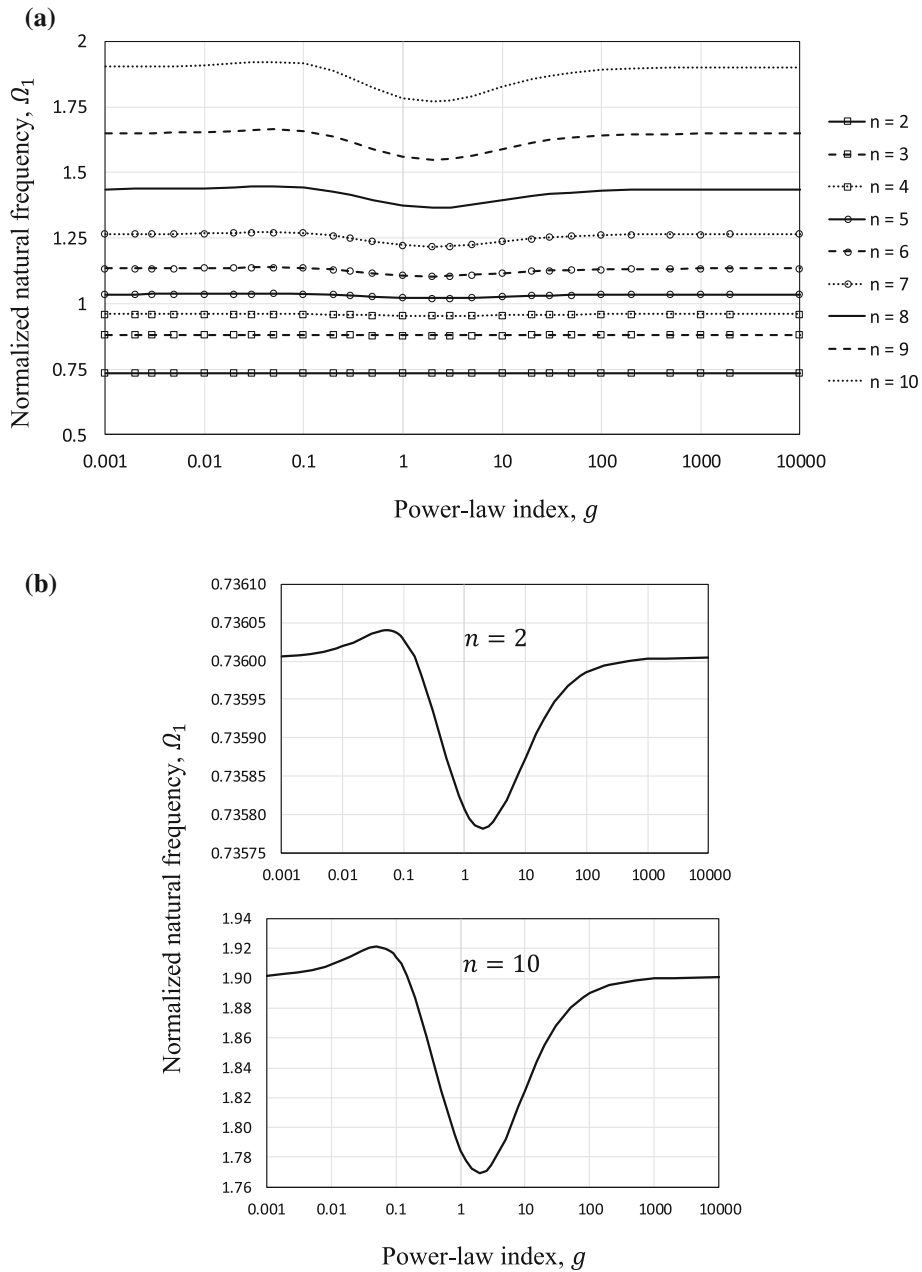 (a)
Normalized natural frequency, Ω1
2
1.75
1.5
1.25
1
0.75
0.5
0.001 0.01 0.1 1 10 100 1000 10000
Power-law index, g
n = 2
n = 3
n = 4
n = 5
n = 6
n = 7
n = 8
n = 9
n = 10
(b)
Normalized natural frequency, Ω1
0.73610
0.73605
0.73600
0.73595
0.73590
0.73585
0.73580
0.73575
n = 2
0.001 0.01 0.1 1 10 100 1000 10000
1.94
1.92
1.90
1.88
1.86
1.84
1.82
1.80
1.78
1.76
n = 10
0.001 0.01 0.1 1 10 100 1000 10000
Power-law index, g